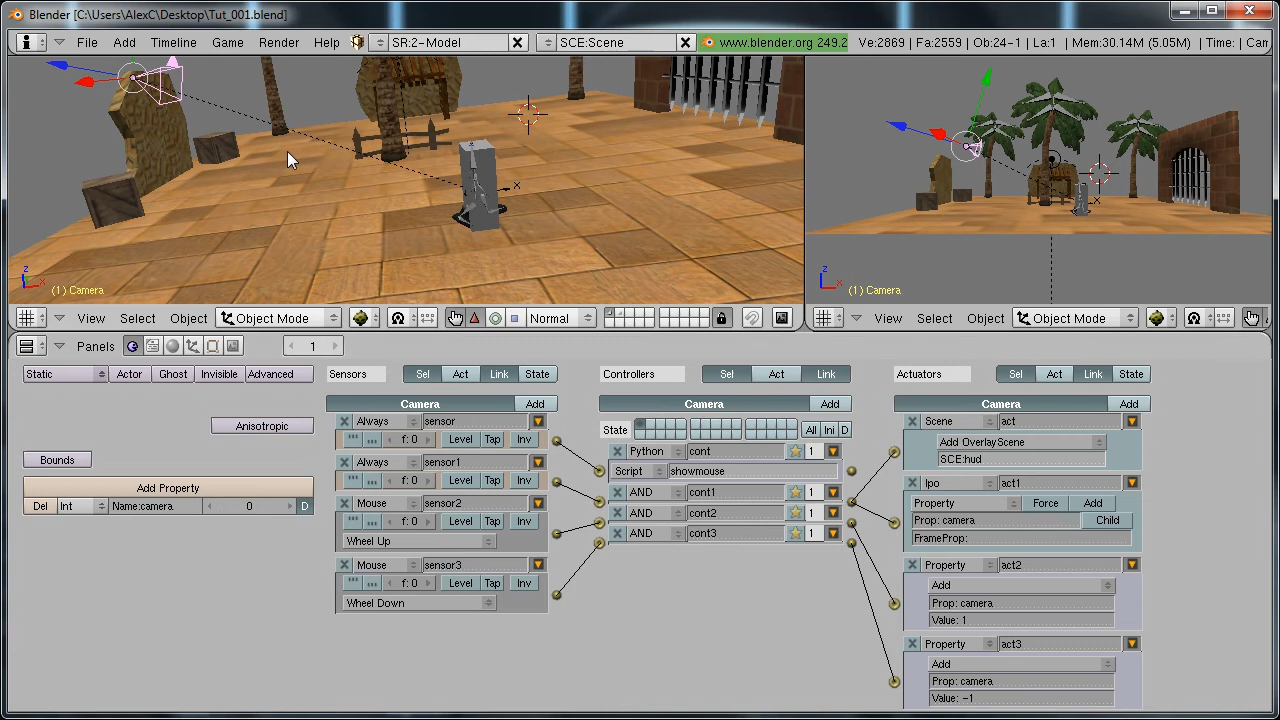 Blender [C:\Users\AlexC\Desktop\Tut_001.blend]
File Add Timeline Game Render Help SR:2-Model SCE:Scene www.blender.org 249.2 Ve:2869 | Fa:2559 | Ob:24-1 | La:1 | Mem:30.14M (5.05M) | Time: | Car
X
X
Z
X
(1) Camera
Z
X
(1) Camera
View Select Object Object Mode Normal
View Select Object Object Mode
Panels 1
Static Actor Ghost Invisible Advanced
Anisotropic
Bounds
Add Property
Del Int Name:camera 0 D
Sensors Sel Act Link State
Camera Add
Always sensor
f: 0 Level Tap Inv
Always sensor1
f: 0 Level Tap Inv
Mouse sensor2
f: 0 Level Tap Inv
Wheel Up
Mouse sensor3
f: 0 Level Tap Inv
Wheel Down
Controllers Sel Act Link
Camera Add
State All Ini D
Python cont 1
Script showmouse
AND cont1 1
AND cont2 1
AND cont3 1
Actuators Sel Act Link State
Camera Add
Scene act
Add OverlayScene
SCE:hud
Ipo act1
Property Force Add
Prop: camera Child
FrameProp:
Property act2
Add
Prop: camera
Value: 1
Property act3
Add
Prop: camera
Value: -1